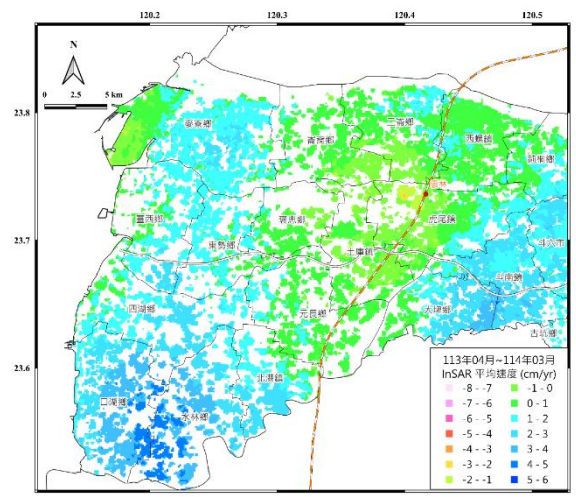 120.2 120.3 120.4 120.5
N
0 2.5 5 km
23.8
麥寮鄉
二崙鄉
崙背鄉
西螺鎮
莿桐鄉
雲林
臺西鄉
褒忠鄉
虎尾鎮
23.7
東勢鄉
土庫鎮
斗六市
斗南鎮
四湖鄉
元長鄉
大埤鄉
古坑鄉
23.6
北港鎮
口湖鄉
水林鄉
113年04月~114年03月
InSAR 平均速度 (cm/yr)
-8 - -7 -1 - 0
-7 - -6 0 - 1
-6 - -5 1 - 2
-5 - -4 2 - 3
-4 - -3 3 - 4
-3 - -2 4 - 5
-2 - -1 5 - 6